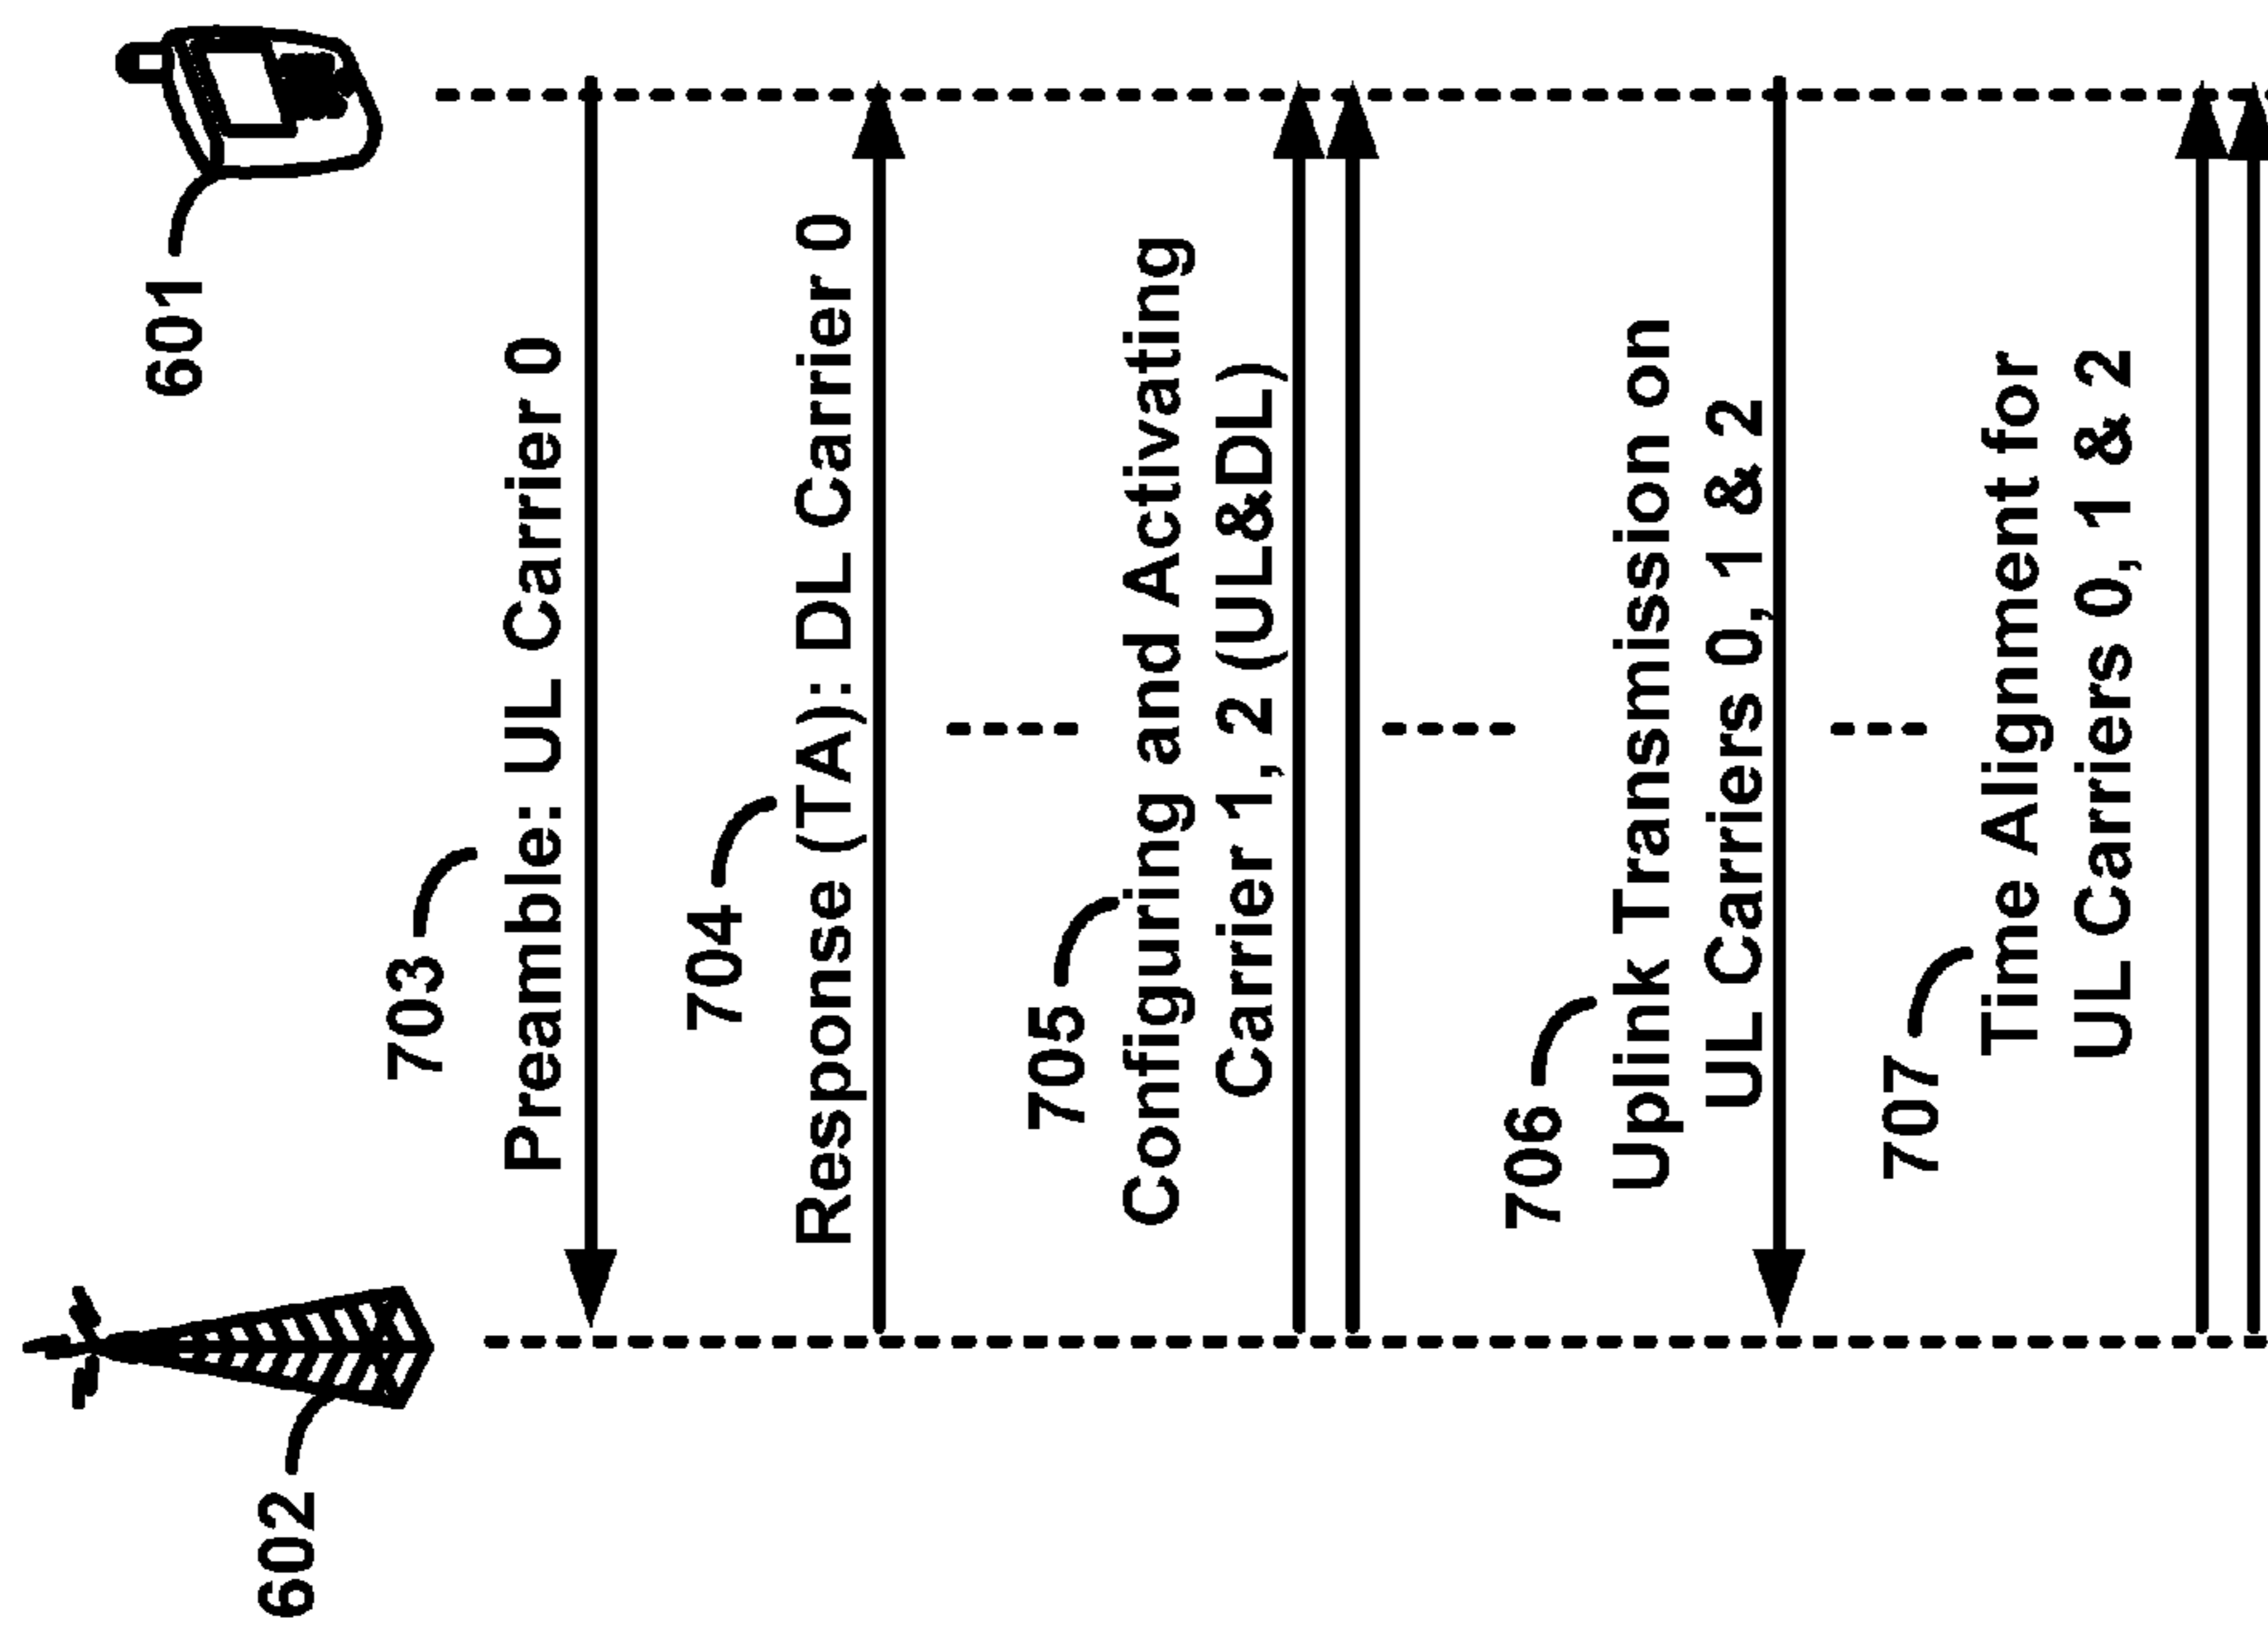 602
601
703
Preamble: UL Carrier 0
704
Response (TA): DL Carrier 0
705
Configuring and Activating
Carrier 1, 2 (UL&DL)
706
Uplink Transmission on
UL Carriers 0, 1 & 2
707
Time Alignment for
UL Carriers 0, 1 & 2